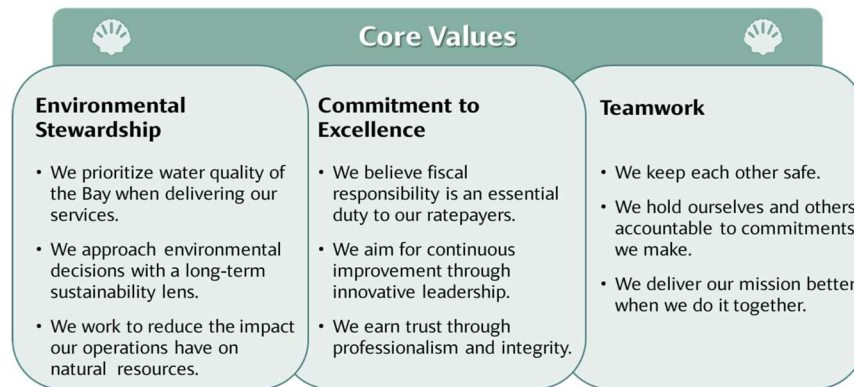 Core Values
Environmental
Stewardship
• We prioritize water quality of
the Bay when delivering our
services.
• We approach environmental
decisions with a long-term
sustainability lens.
• We work to reduce the impact
our operations have on
natural resources.
Commitment to
Excellence
• We believe fiscal
responsibility is an essential
duty to our ratepayers.
• We aim for continuous
improvement through
innovative leadership.
• We earn trust through
professionalism and integrity.
Teamwork
• We keep each other safe.
• We hold ourselves and others
accountable to commitments
we make.
• We deliver our mission better
when we do it together.